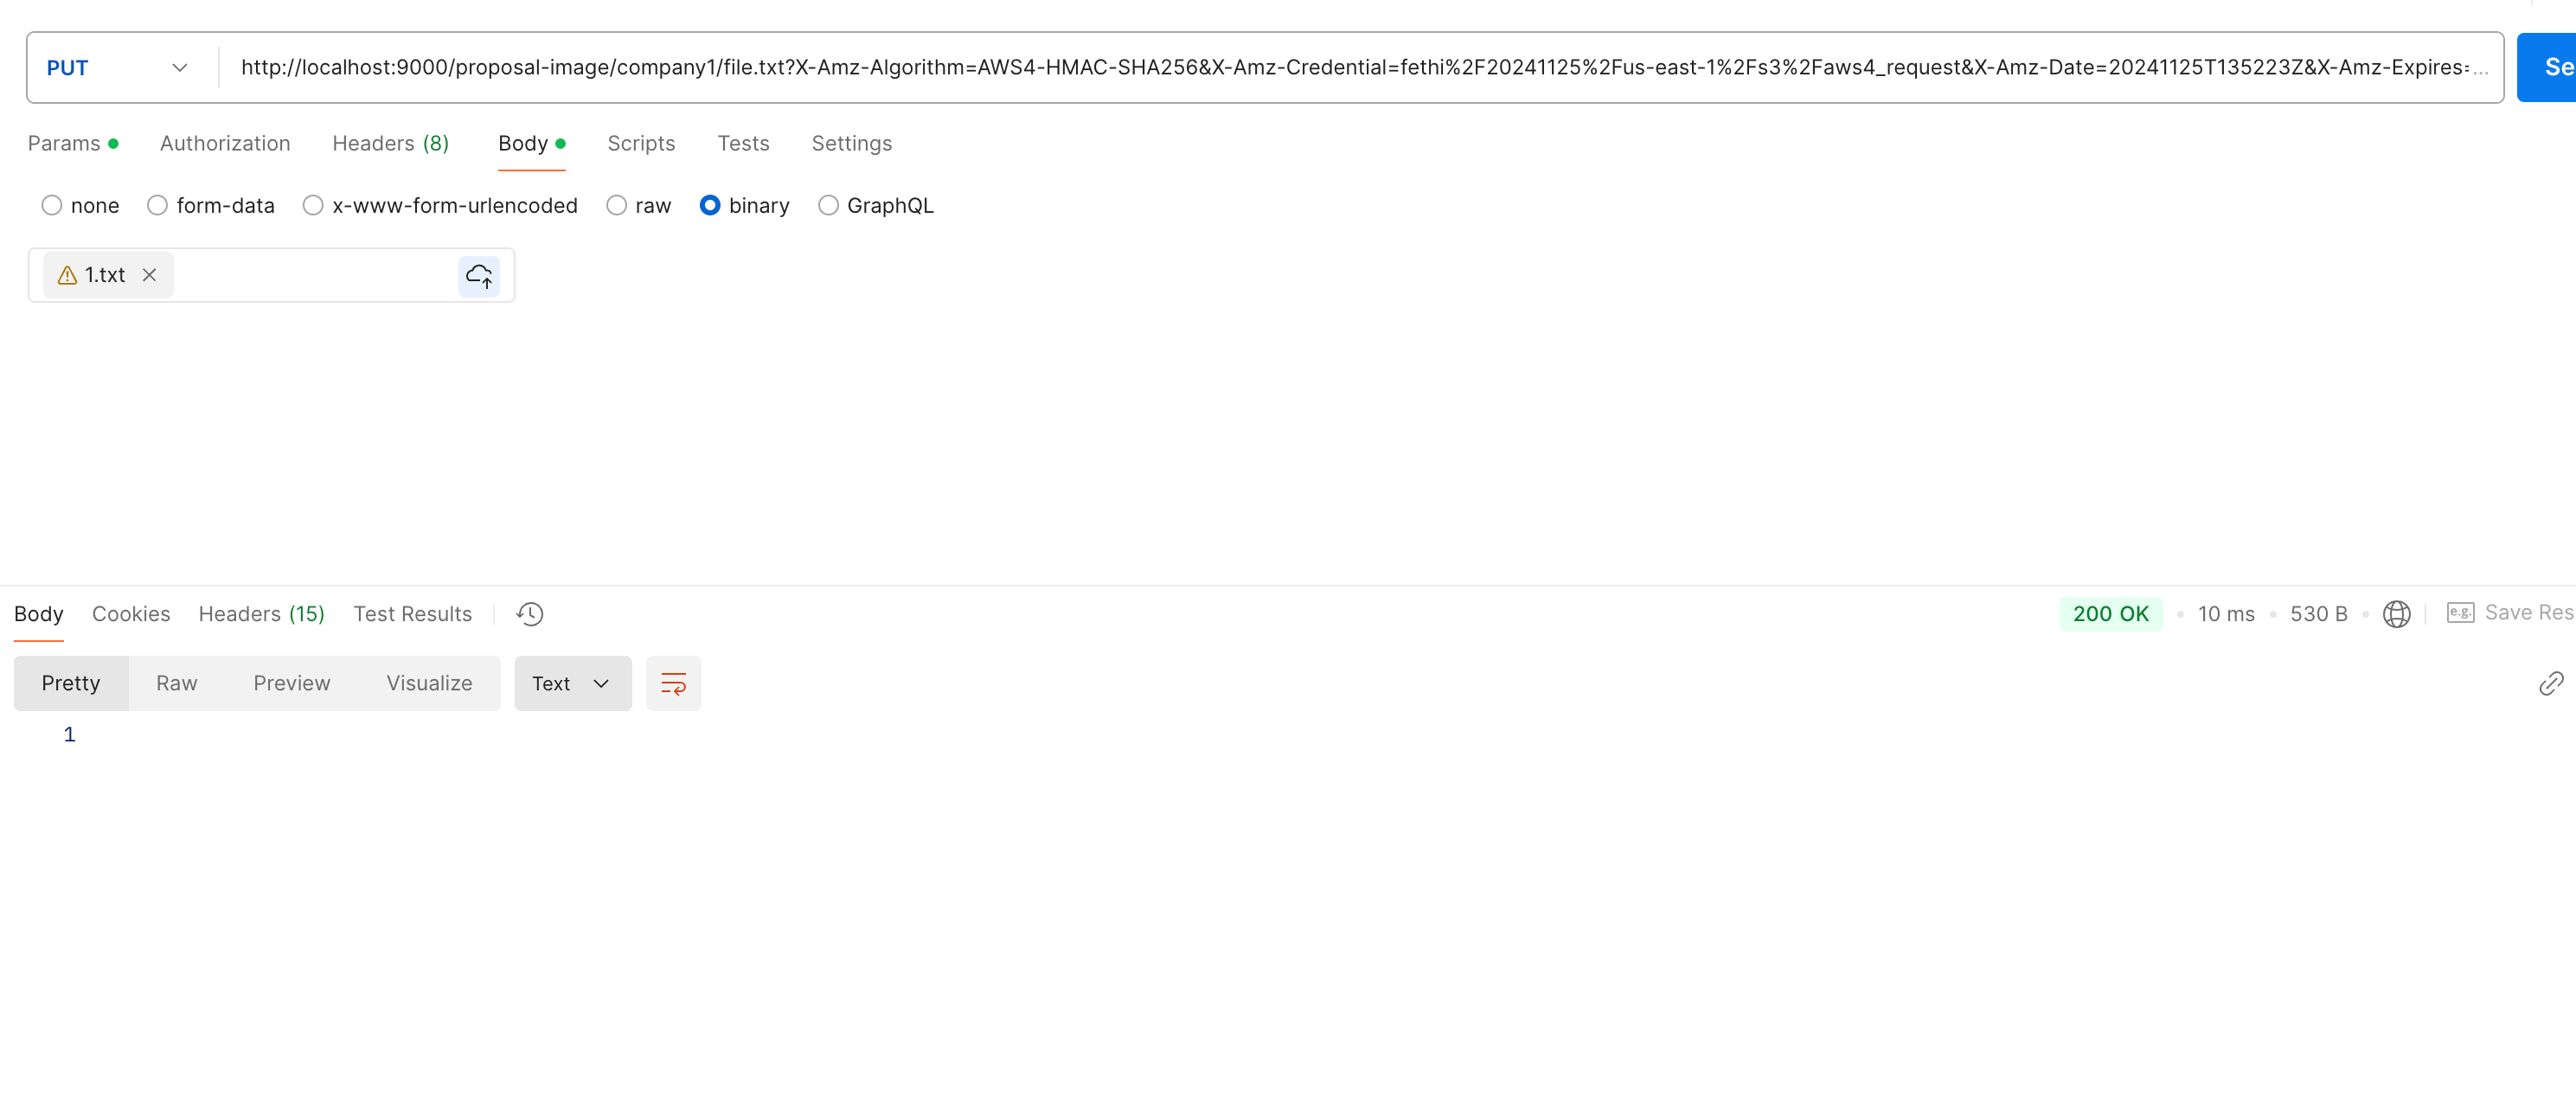 PUT http://localhost:9000/proposal-image/company1/file.txt?X-Amz-Algorithm=AWS4-HMAC-SHA256&X-Amz-Credential=fethi%2F20241125%2Fus-east-1%2Fs3%2Faws4_request&X-Amz-Date=20241125T135223Z&X-Amz-Expires=... Se
Params Authorization Headers (8) Body Scripts Tests Settings
none form-data x-www-form-urlencoded raw binary GraphQL
1.txt
Body Cookies Headers (15) Test Results 200 OK 10 ms 530 B e.g. Save Res
Pretty Raw Preview Visualize Text
1